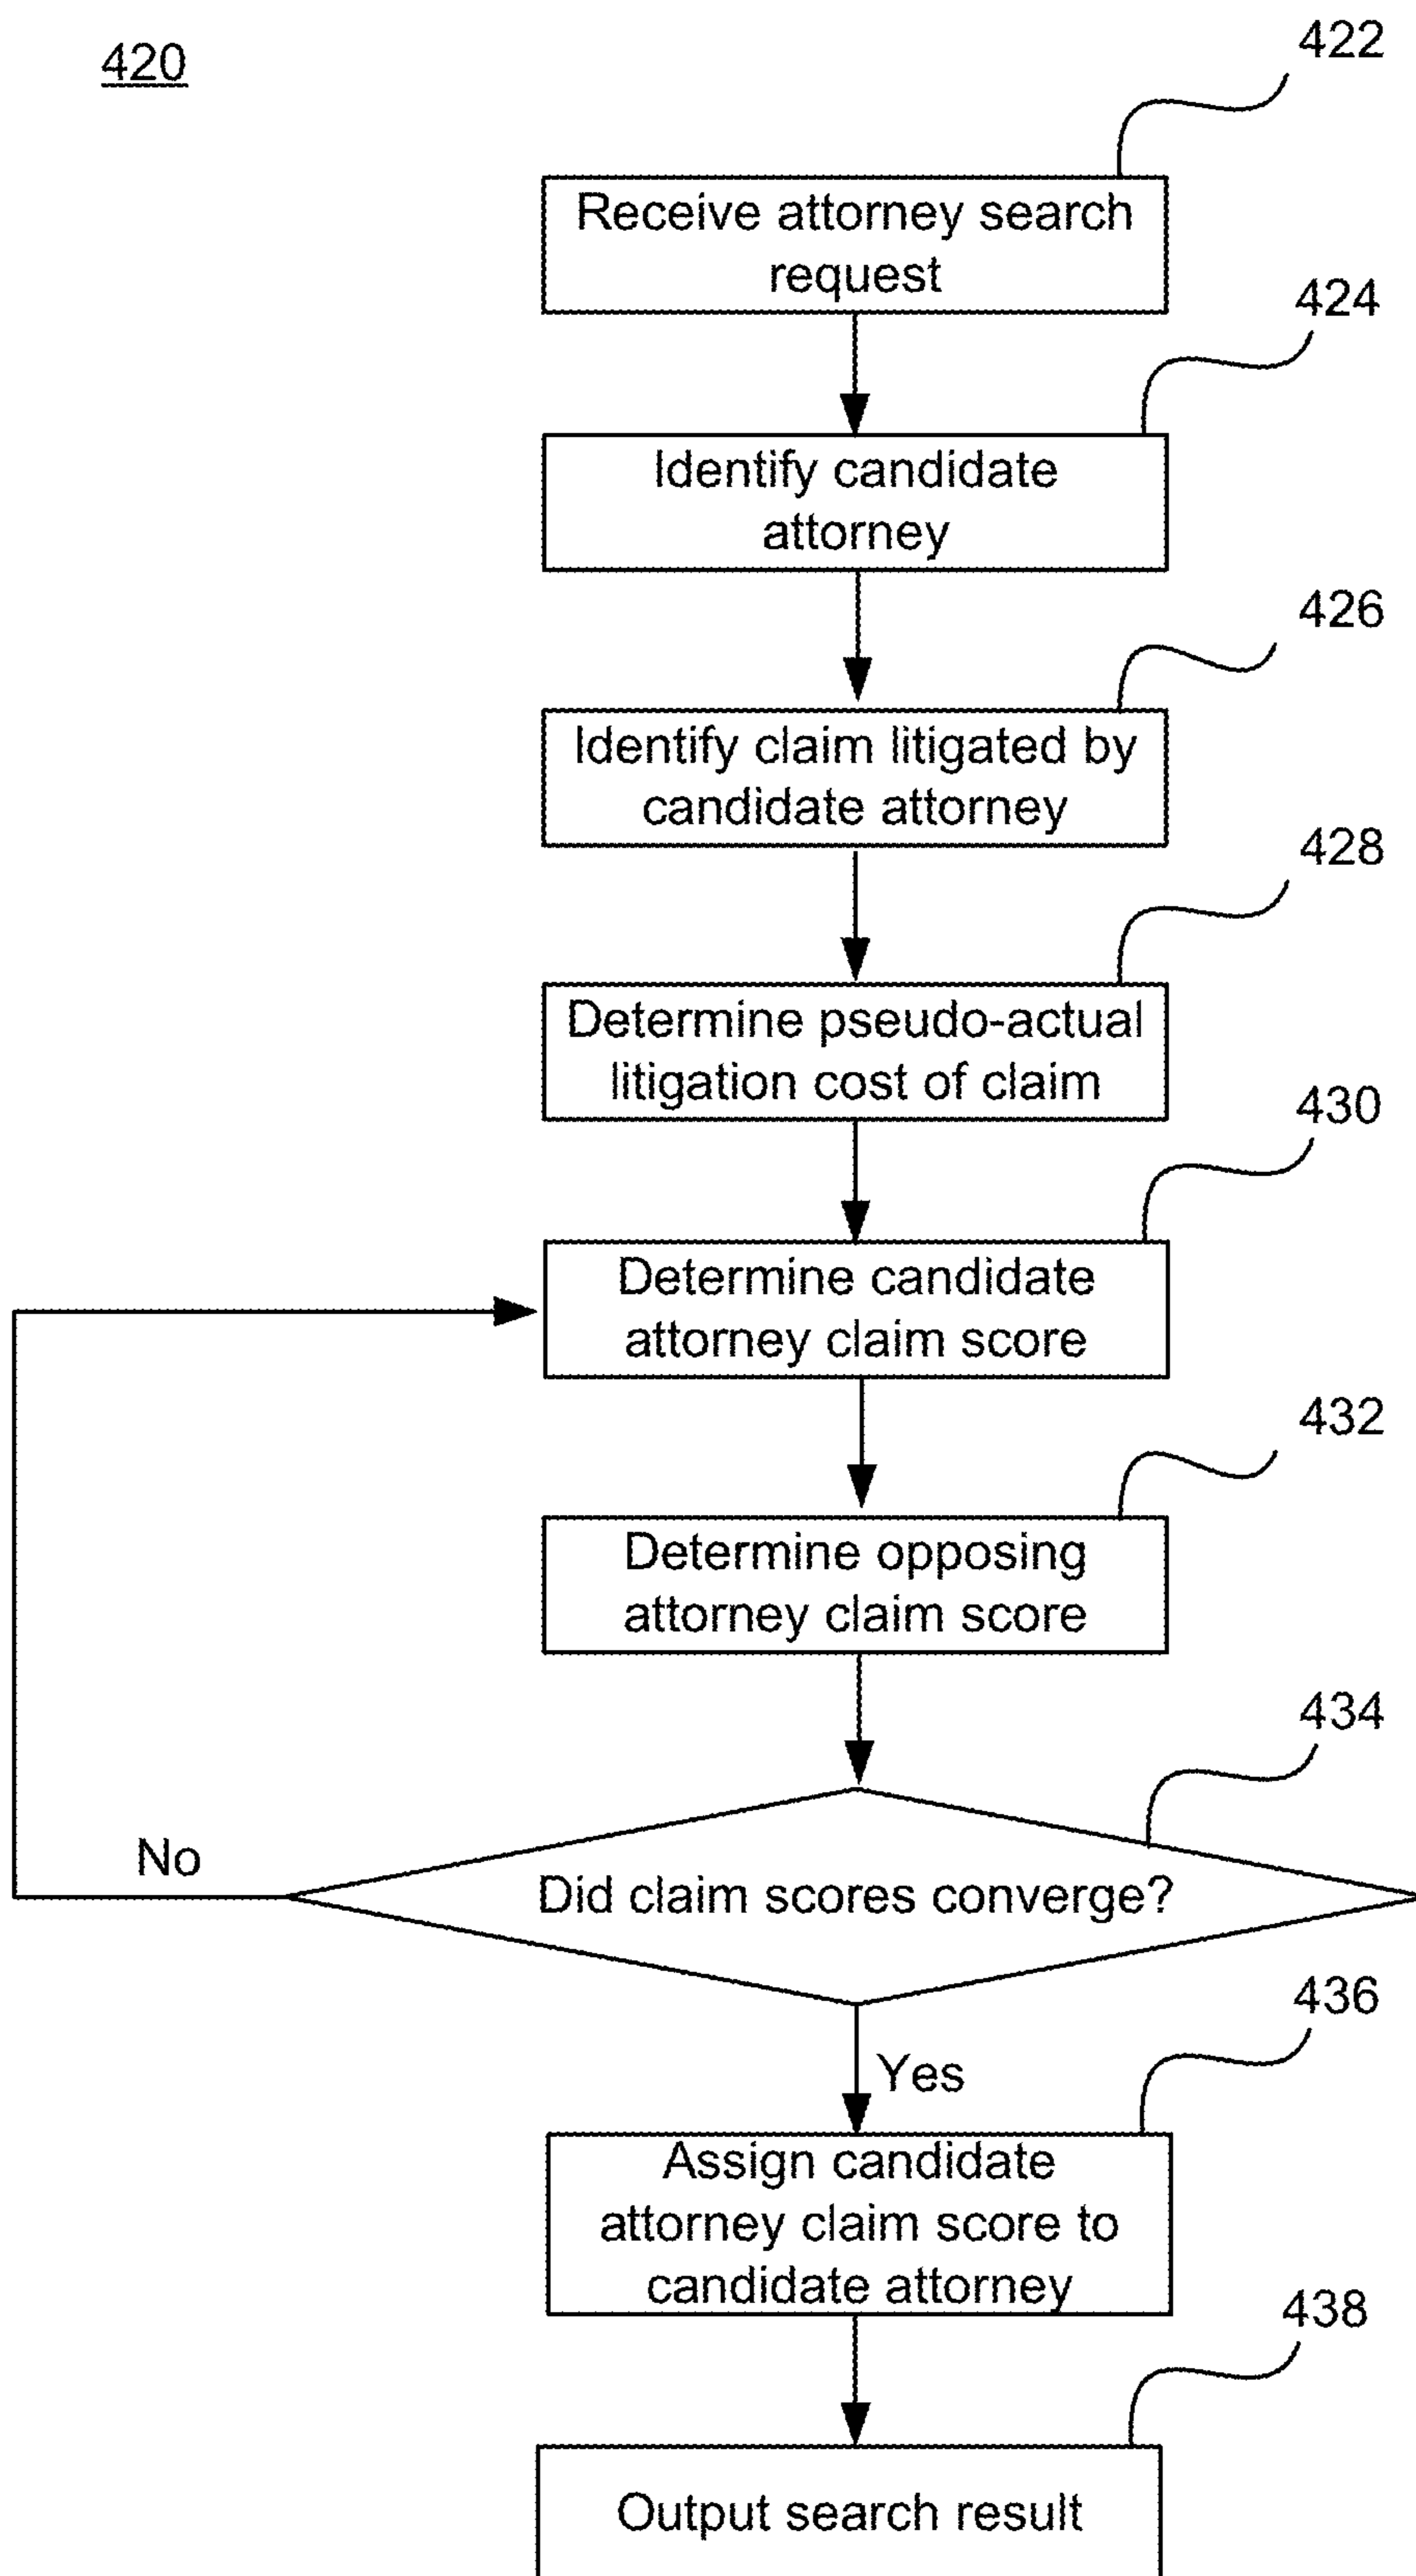 420
422
Receive attorney search
request
424
Identify candidate
attorney
426
Identify claim litigated by
candidate attorney
428
Determine pseudo-actual
litigation cost of claim
430
Determine candidate
attorney claim score
432
Determine opposing
attorney claim score
434
No
Did claim scores converge?
436
Yes
Assign candidate
attorney claim score to
candidate attorney
438
Output search result